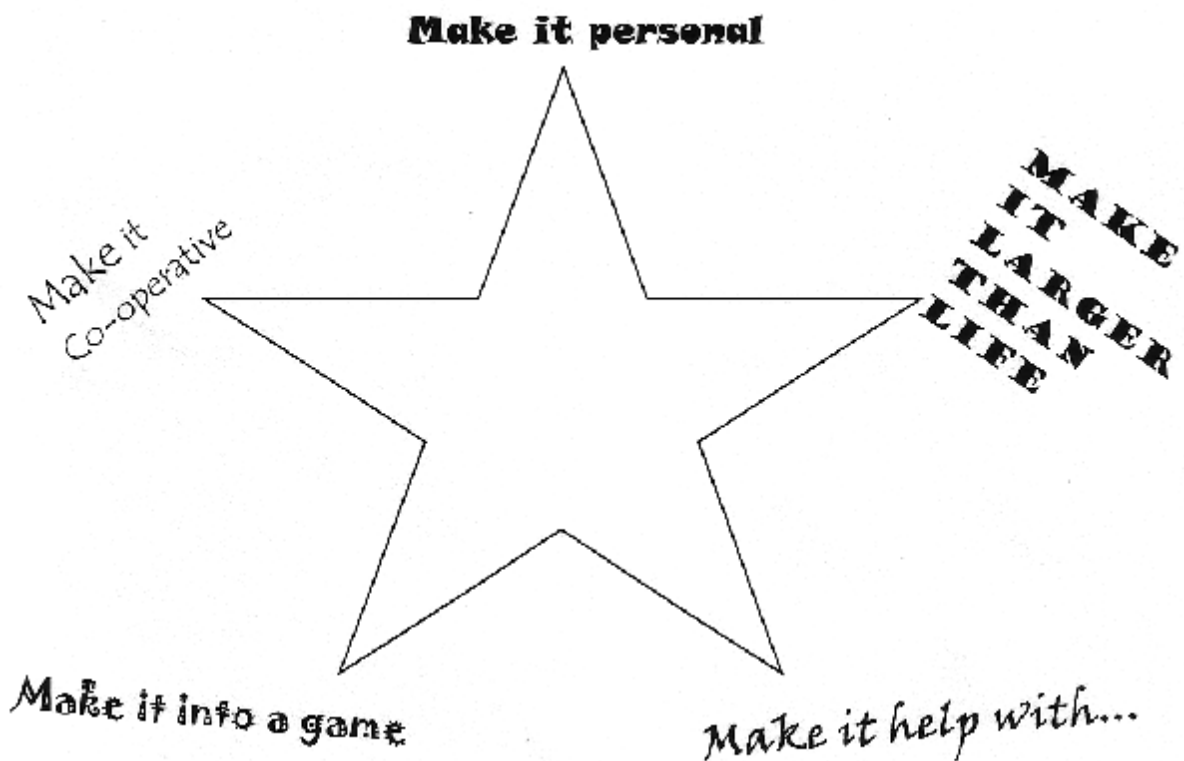 Make it personal
Make it
Co-operative
MAKE
IT
LARGER
THAN
LIFE
Make it into a game
Make it help with...